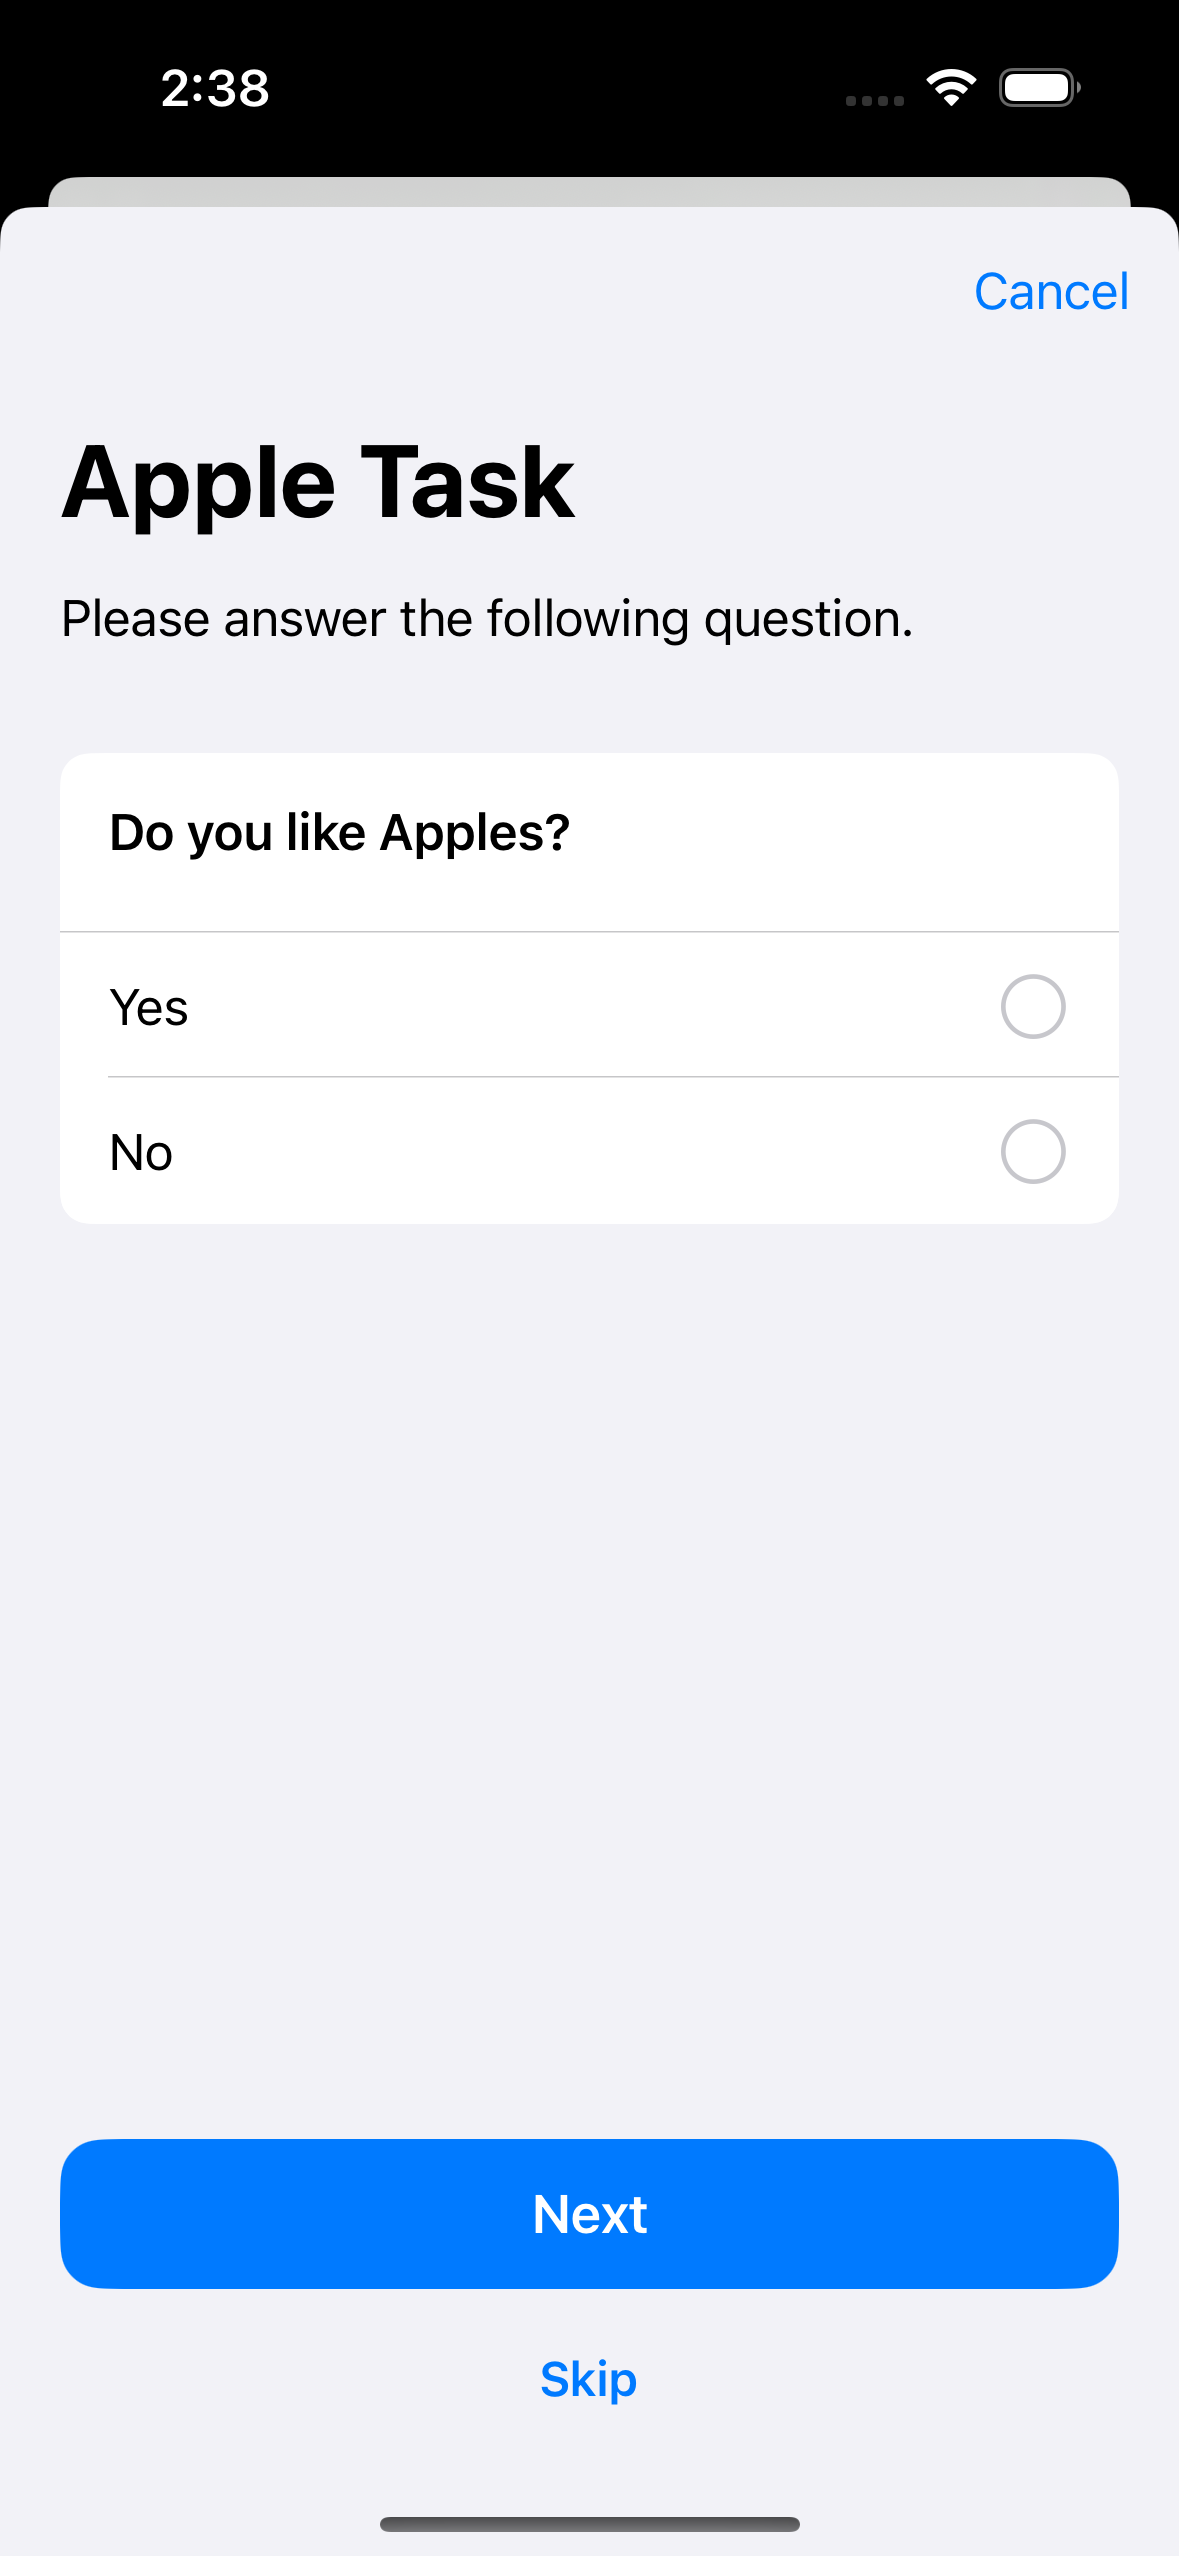 2:38
Cancel
Apple Task
Please answer the following question.
Do you like Apples?
Yes
No
Next
Skip